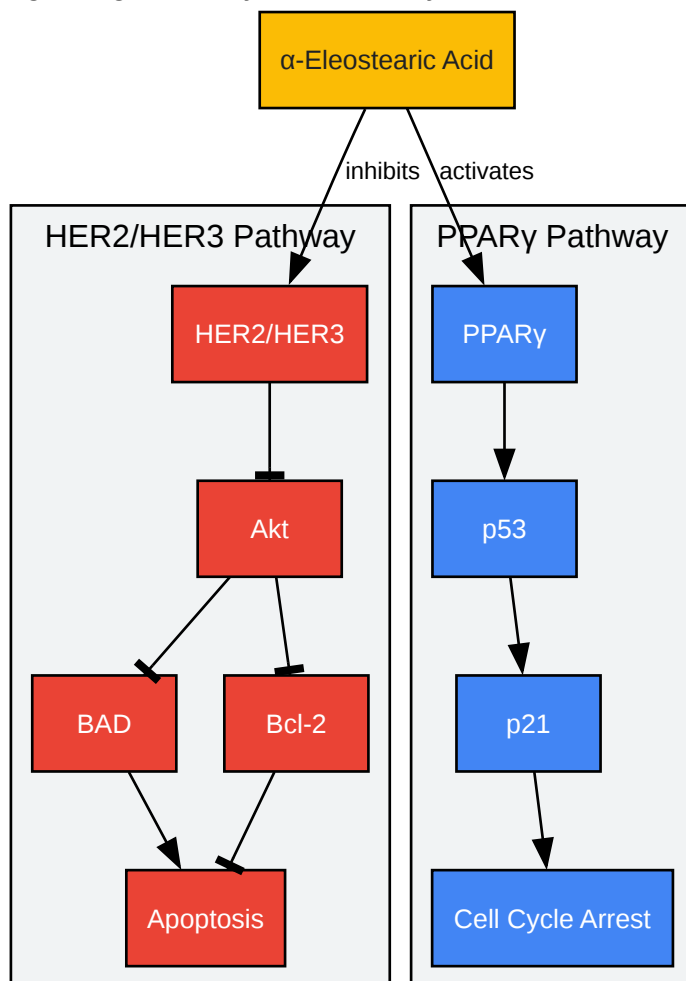 α-Eleostearic Acid
inhibits
activates
HER2/HER3 Pathway
PPARγ Pathway
HER2/HER3
PPARγ
Akt
p53
BAD
Bcl-2
p21
Apoptosis
Cell Cycle Arrest